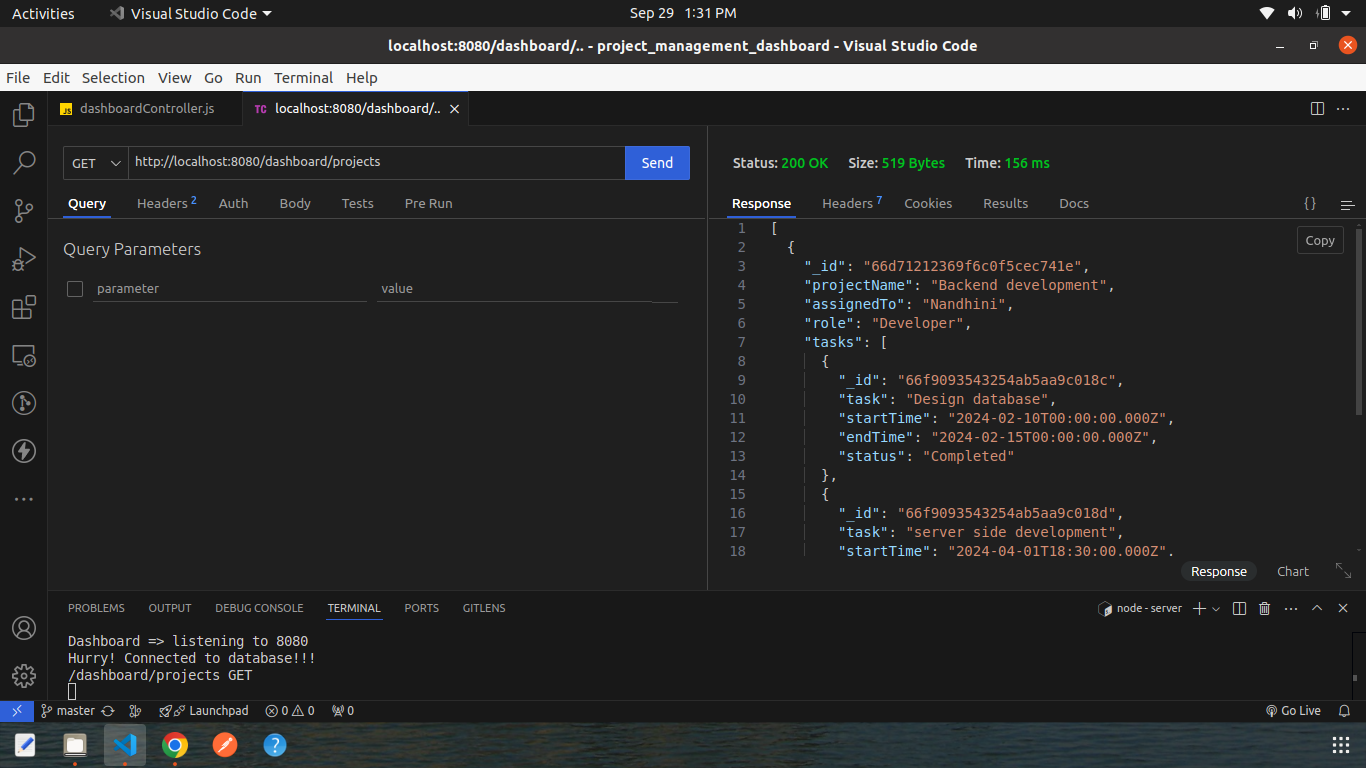 Activities Visual Studio Code Sep 29 1:31 PM
localhost:8080/dashboard/.. - project_management_dashboard - Visual Studio Code
File Edit Selection View Go Run Terminal Help
JS dashboardController.js TC localhost:8080/dashboard/..
GET http://localhost:8080/dashboard/projects Send
Query Headers 2 Auth Body Tests Pre Run
Query Parameters
parameter value
Status: 200 OK Size: 519 Bytes Time: 156 ms
Response Headers 7 Cookies Results Docs { }
Copy
1 [
2 {
3 "_id": "66d71212369f6c0f5cec741e",
4 "projectName": "Backend development",
5 "assignedTo": "Nandhini",
6 "role": "Developer",
7 "tasks": [
8 {
9 "_id": "66f9093543254ab5aa9c018c",
10 "task": "Design database",
11 "startTime": "2024-02-10T00:00:00.000Z",
12 "endTime": "2024-02-15T00:00:00.000Z",
13 "status": "Completed"
14 },
15 {
16 "_id": "66f9093543254ab5aa9c018d",
17 "task": "server side development",
18 "startTime": "2024-04-01T18:30:00.000Z",
Response Chart
PROBLEMS OUTPUT DEBUG CONSOLE TERMINAL PORTS GITLENS node - server
Dashboard => listening to 8080
Hurry! Connected to database!!!
/dashboard/projects GET
master Launchpad 0 0 0 Go Live